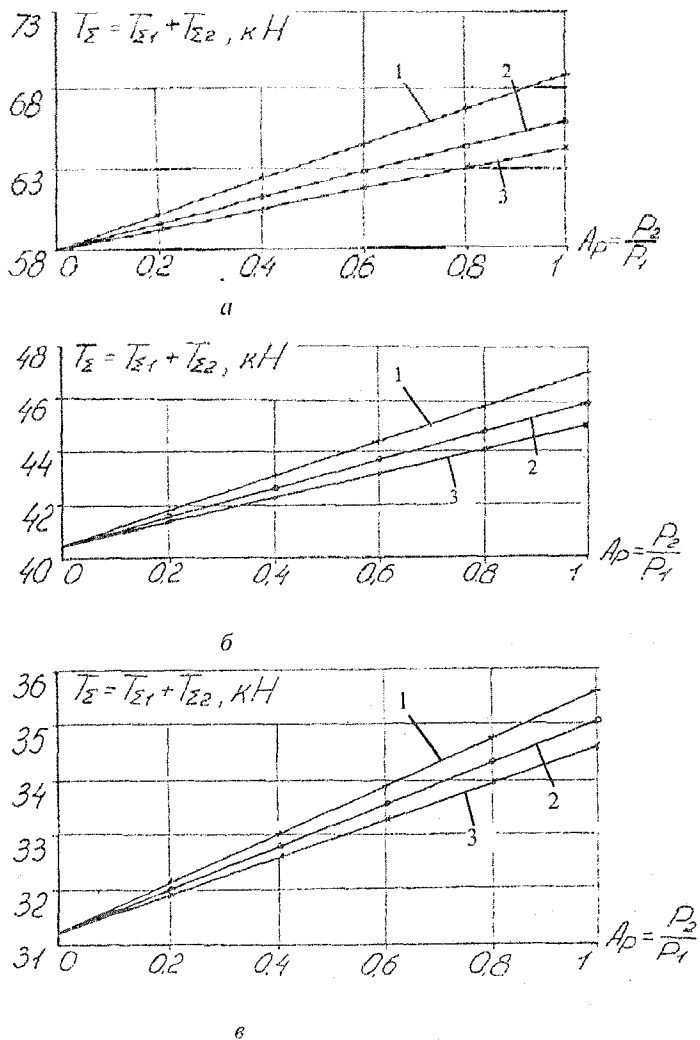 73
T_Σ = T_Σ1 + T_Σ2, кН
1
2
68
63
3
58
0 0,2 0,4 0,6 0,8 1
A_P = P_2/P_1
а
48
T_Σ = T_Σ1 + T_Σ2, кН
1
46
44
2
3
42
40
0 0,2 0,4 0,6 0,8 1
A_P = P_2/P_1
б
36
T_Σ = T_Σ1 + T_Σ2, кН
1
35
34
2
3
33
32
31
0 0,2 0,4 0,6 0,8 1
A_P = P_2/P_1
в